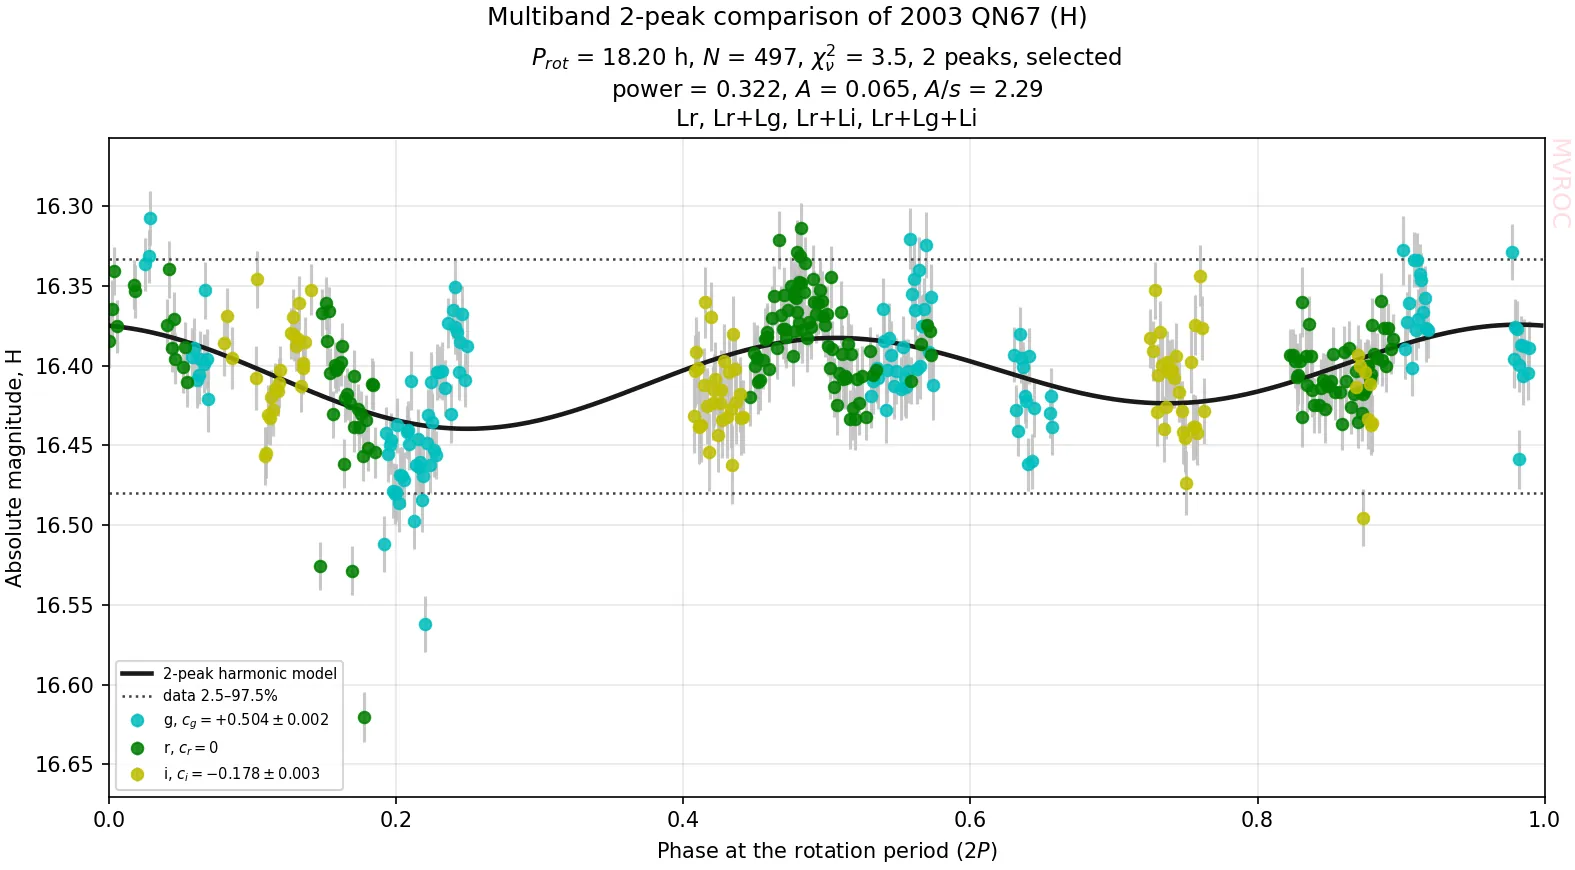 Multiband 2-peak comparison of 2003 QN67 (H)
P_rot = 18.20 h, N = 497, χ²_ν = 3.5, 2 peaks, selected
power = 0.322, A = 0.065, A/s = 2.29
Lr, Lr+Lg, Lr+Li, Lr+Lg+Li
MVROC
Absolute magnitude, H
16.30
16.35
16.40
16.45
16.50
16.55
16.60
16.65
2-peak harmonic model
data 2.5–97.5%
g, c_g = +0.504 ± 0.002
r, c_r = 0
i, c_i = −0.178 ± 0.003
0.0 0.2 0.4 0.6 0.8 1.0
Phase at the rotation period (2P)